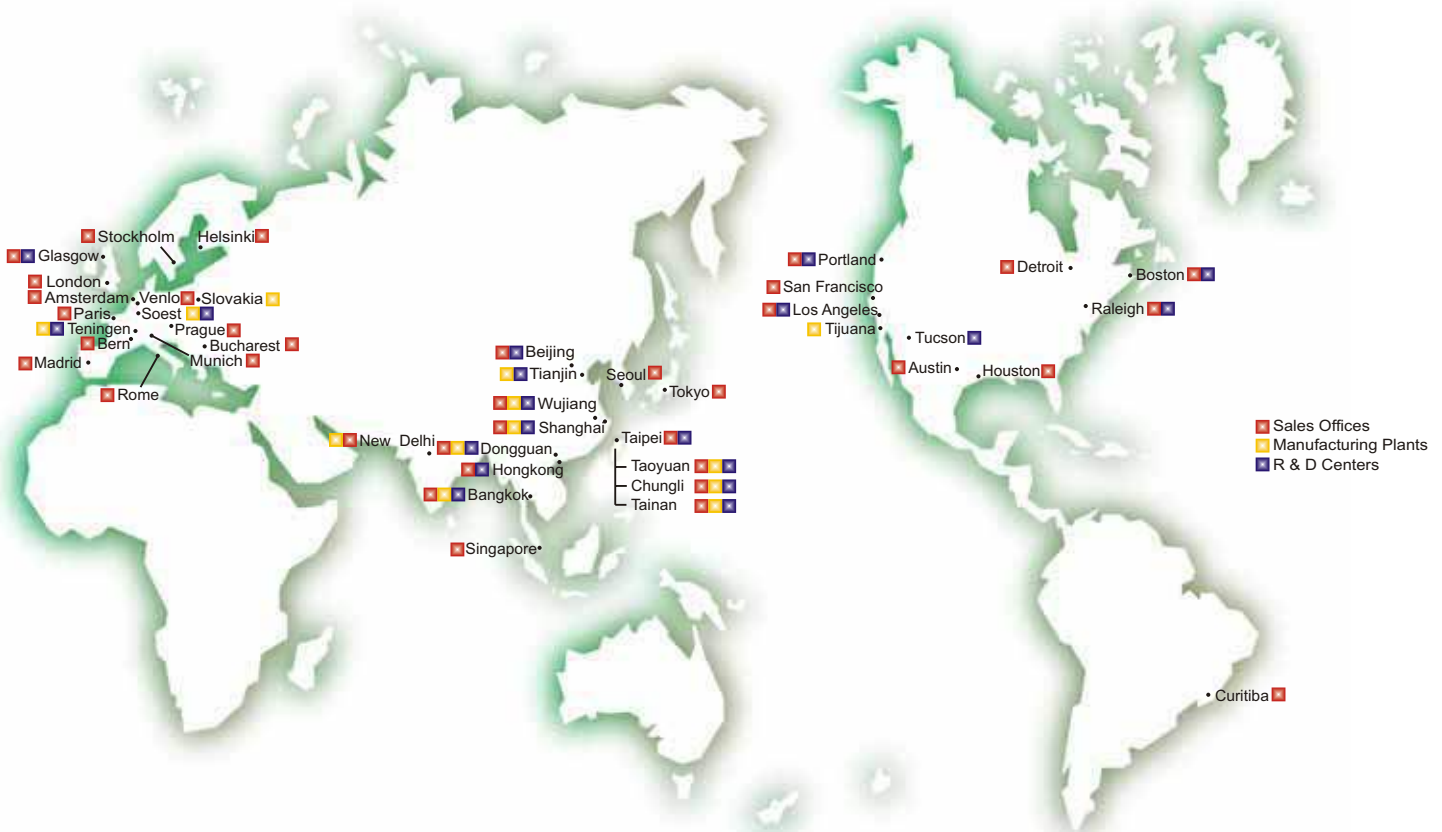 Stockholm
Helsinki
Glasgow
London
Amsterdam
Venlo
Slovakia
Paris
Soest
Teningen
Prague
Bern
Bucharest
Madrid
Munich
Rome
Beijing
Tianjin
Seoul
Tokyo
Wujiang
Shanghai
New Delhi
Dongguan
Taipei
Hongkong
Taoyuan
Chungli
Tainan
Bangkok
Singapore
Portland
Detroit
Boston
San Francisco
Los Angeles
Raleigh
Tijuana
Tucson
Austin
Houston
Sales Offices
Manufacturing Plants
R & D Centers
Curitiba